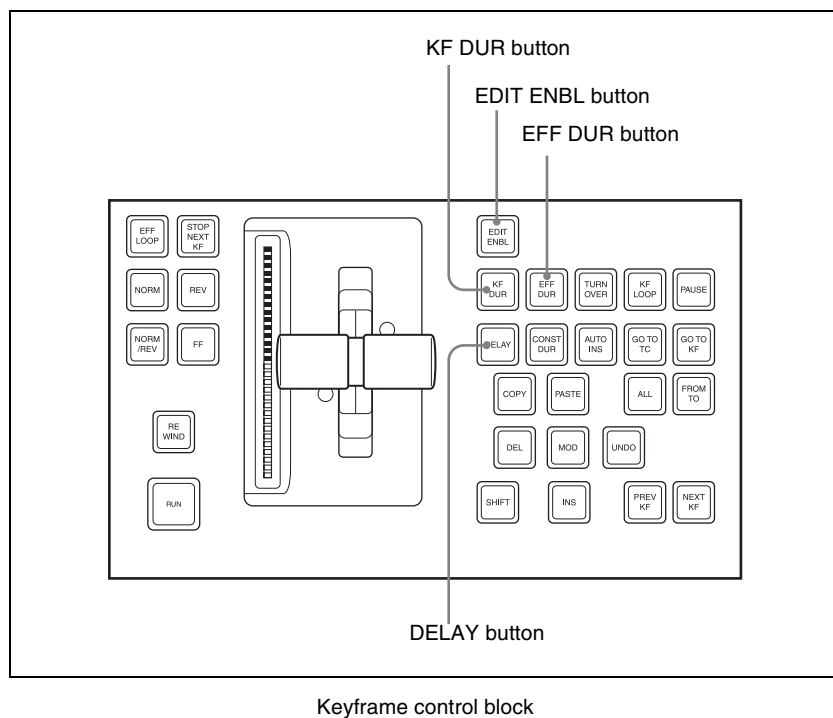 KF DUR button
EDIT ENBL button
EFF DUR button
EFF
LOOP
STOP
NEXT
KF
EDIT
ENBL
NORM
REV
KF
DUR
EFF
DUR
TURN
OVER
KF
LOOP
PAUSE
NORM
/REV
FF
DELAY
CONST
DUR
AUTO
INS
GO TO
TC
GO TO
KF
COPY
PASTE
ALL
FROM
TO
RE
WIND
DEL
MOD
UNDO
RUN
SHIFT
INS
PREV
KF
NEXT
KF
DELAY button
Keyframe control block